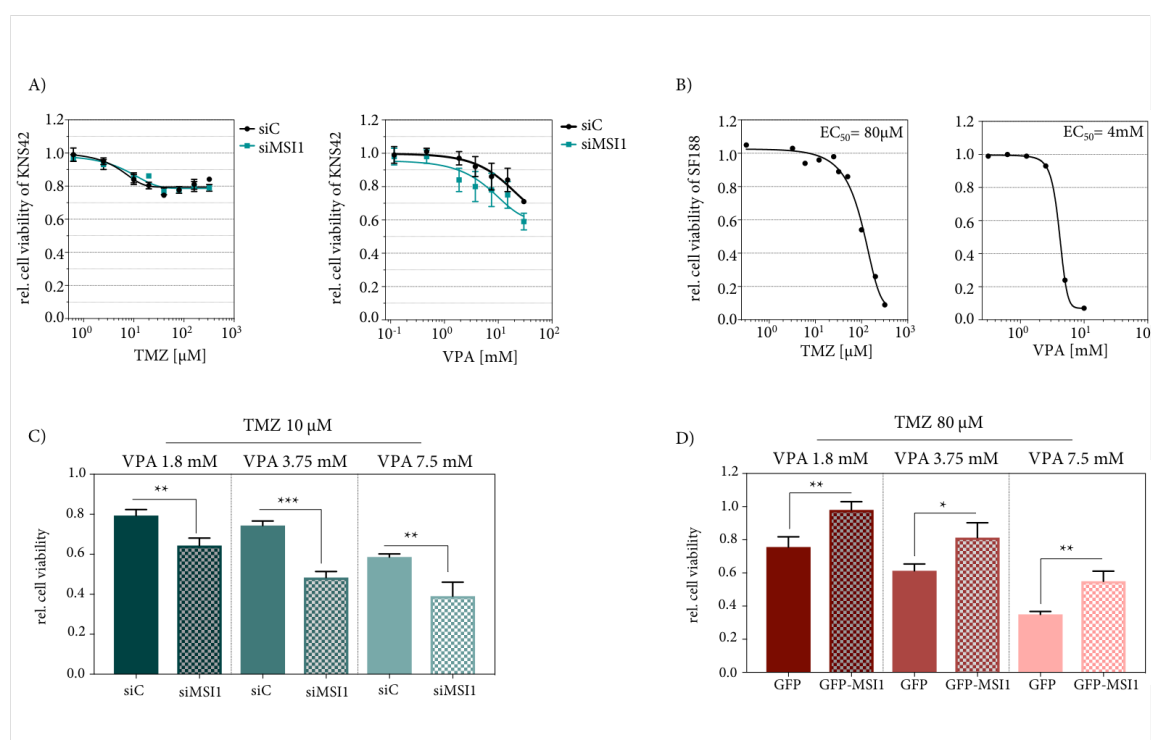 A)
rel. cell viability of KNS42
1.2
1.0
0.8
0.6
0.4
0.2
0.0
10⁰ 10¹ 10² 10³
TMZ [µM]
siC
siMSI1
rel. cell viability of KNS42
1.2
1.0
0.8
0.6
0.4
0.2
0.0
10⁻¹ 10⁰ 10¹ 10²
VPA [mM]
siC
siMSI1
B)
rel. cell viability of SF188
1.2
1.0
0.8
0.6
0.4
0.2
0.0
EC₅₀= 80µM
10⁰ 10¹ 10² 10³
TMZ [µM]
1.2
1.0
0.8
0.6
0.4
0.2
0.0
EC₅₀= 4mM
10⁰ 10¹ 10
VPA [mM]
C)
TMZ 10 µM
VPA 1.8 mM VPA 3.75 mM VPA 7.5 mM
rel. cell viability
1.0
0.8
0.6
0.4
0.2
0.0
** *** **
siC siMSI1 siC siMSI1 siC siMSI1
D)
TMZ 80 µM
VPA 1.8 mM VPA 3.75 mM VPA 7.5 mM
rel. cell viability
1.2
1.0
0.8
0.6
0.4
0.2
0.0
** * **
GFP GFP-MSI1 GFP GFP-MSI1 GFP GFP-MSI1